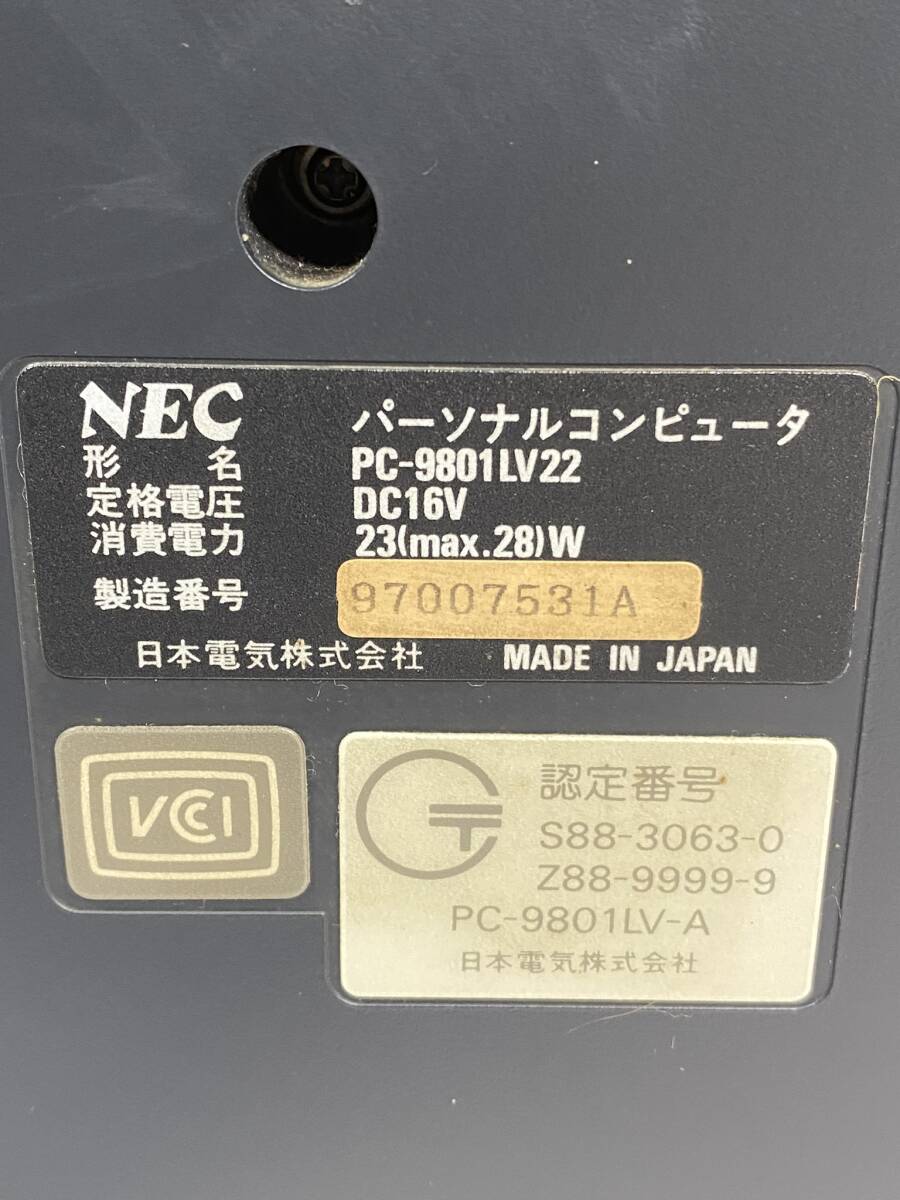 NEC パーソナルコンピュータ
形名 PC-9801LV22
定格電圧 DC16V
消費電力 23(max.28)W
製造番号 97007531A
日本電気株式会社 MADE IN JAPAN
VCCI
認定番号
S88-3063-0
Z88-9999-9
PC-9801LV-A
日本電気株式会社